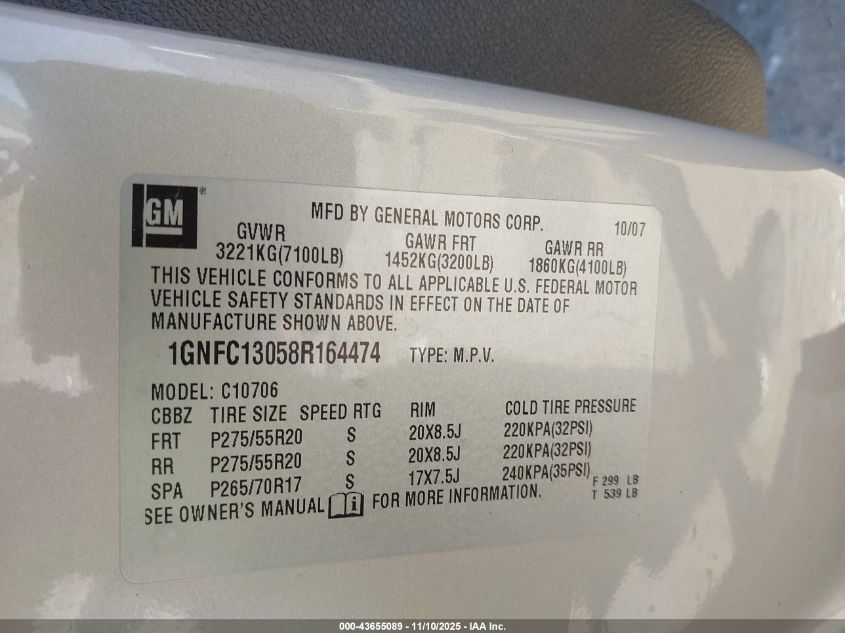 GM ®
MFD BY GENERAL MOTORS CORP. 10/07
GVWR GAWR FRT GAWR RR
3221KG(7100LB) 1452KG(3200LB) 1860KG(4100LB)
THIS VEHICLE CONFORMS TO ALL APPLICABLE U.S. FEDERAL MOTOR
VEHICLE SAFETY STANDARDS IN EFFECT ON THE DATE OF
MANUFACTURE SHOWN ABOVE.
1GNFC13058R164474 TYPE: M.P.V.
MODEL: C10706
CBBZ TIRE SIZE SPEED RTG RIM COLD TIRE PRESSURE
FRT P275/55R20 S 20X8.5J 220KPA(32PSI)
RR P275/55R20 S 20X8.5J 220KPA(32PSI)
SPA P265/70R17 S 17X7.5J 240KPA(35PSI)
F 299 LB
T 539 LB
SEE OWNER'S MANUAL i FOR MORE INFORMATION.
000-43655089 - 11/10/2025 - IAA Inc.